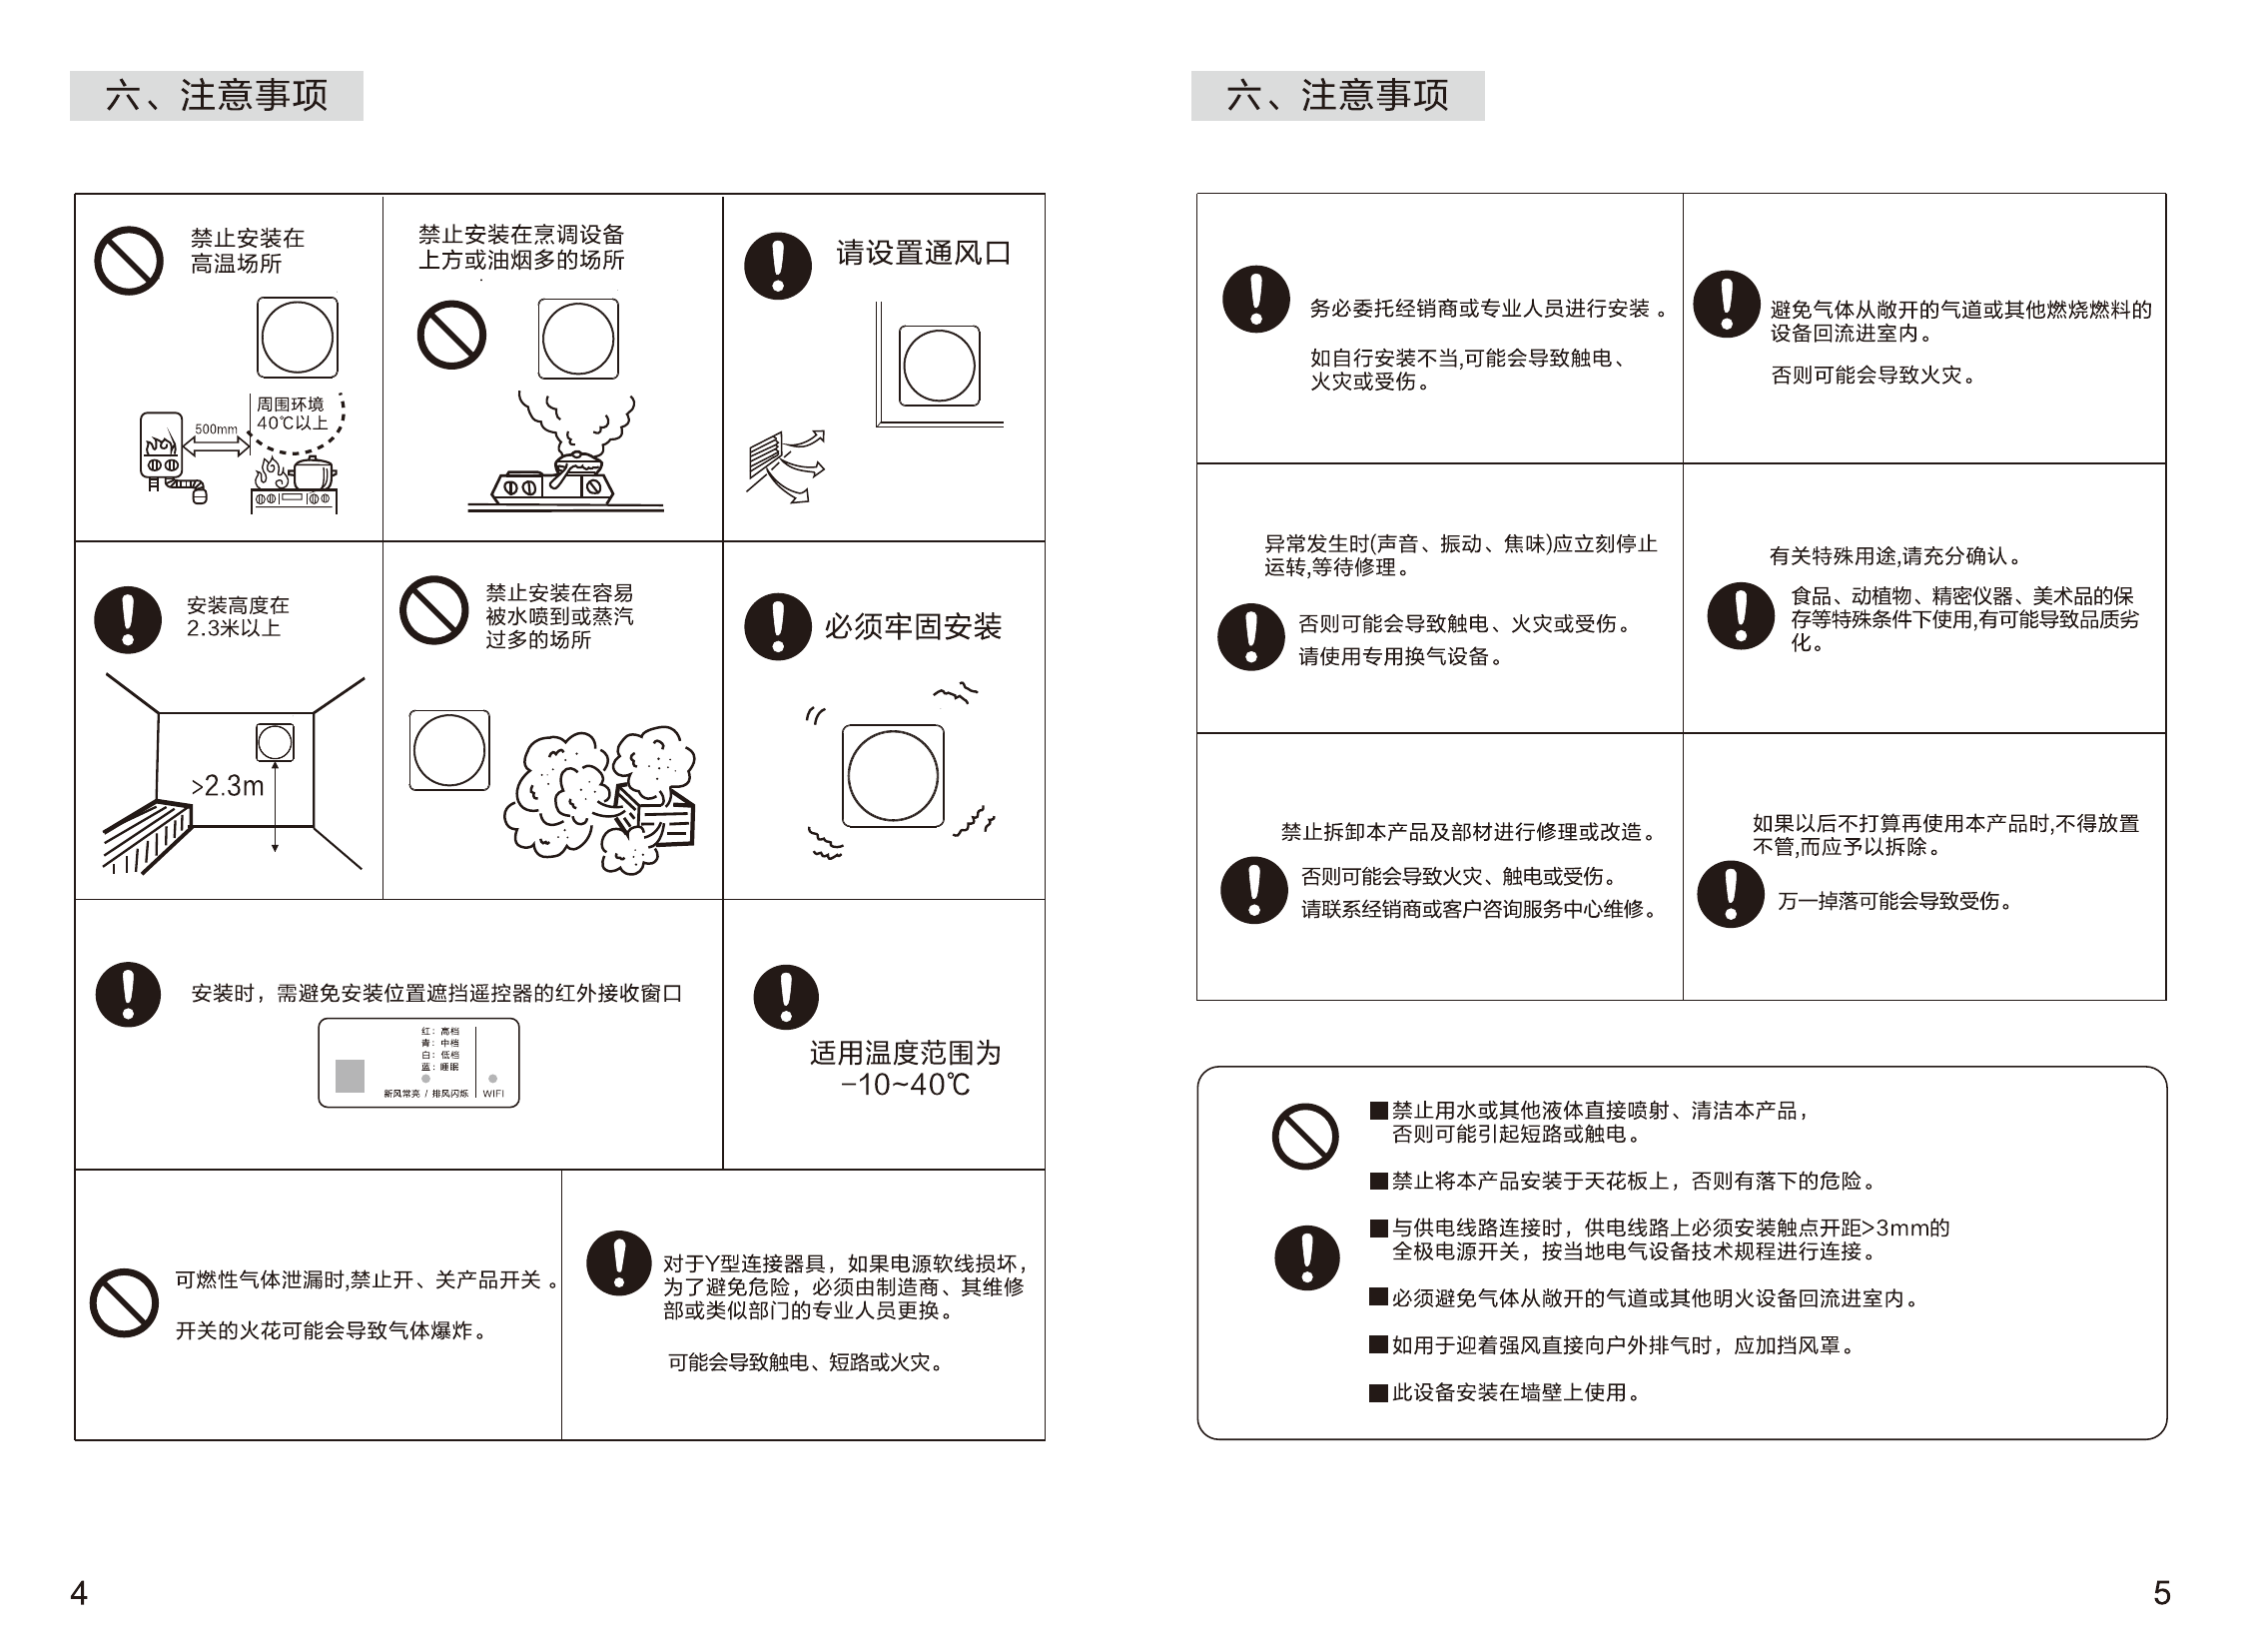 六、注意事项
禁止安装在
高温场所
周围环境
40℃以上
500mm
禁止安装在烹调设备
上方或油烟多的场所
请设置通风口
安装高度在
2.3米以上
>2.3m
禁止安装在容易
被水喷到或蒸汽
过多的场所
必须牢固安装
安装时，需避免安装位置遮挡遥控器的红外接收窗口
红：高档
青：中档
白：低档
蓝：睡眠
新风常亮 / 排风闪烁
WIFI
适用温度范围为
−10~40℃
可燃性气体泄漏时,禁止开、关产品开关 。
开关的火花可能会导致气体爆炸。
对于Y型连接器具，如果电源软线损坏，
为了避免危险，必须由制造商、其维修
部或类似部门的专业人员更换。
可能会导致触电、短路或火灾。
4
六、注意事项
务必委托经销商或专业人员进行安装 。
如自行安装不当,可能会导致触电、
火灾或受伤。
避免气体从敞开的气道或其他燃烧燃料的
设备回流进室内。
否则可能会导致火灾。
异常发生时(声音、振动、焦味)应立刻停止
运转,等待修理。
否则可能会导致触电、火灾或受伤。
请使用专用换气设备。
有关特殊用途,请充分确认。
食品、动植物、精密仪器、美术品的保
存等特殊条件下使用,有可能导致品质劣
化。
禁止拆卸本产品及部材进行修理或改造。
否则可能会导致火灾、触电或受伤。
请联系经销商或客户咨询服务中心维修。
如果以后不打算再使用本产品时,不得放置
不管,而应予以拆除。
万一掉落可能会导致受伤。
■禁止用水或其他液体直接喷射、清洁本产品，
否则可能引起短路或触电。
■禁止将本产品安装于天花板上，否则有落下的危险。
■与供电线路连接时，供电线路上必须安装触点开距>3mm的
全极电源开关，按当地电气设备技术规程进行连接。
■必须避免气体从敞开的气道或其他明火设备回流进室内。
■如用于迎着强风直接向户外排气时，应加挡风罩。
■此设备安装在墙壁上使用。
5